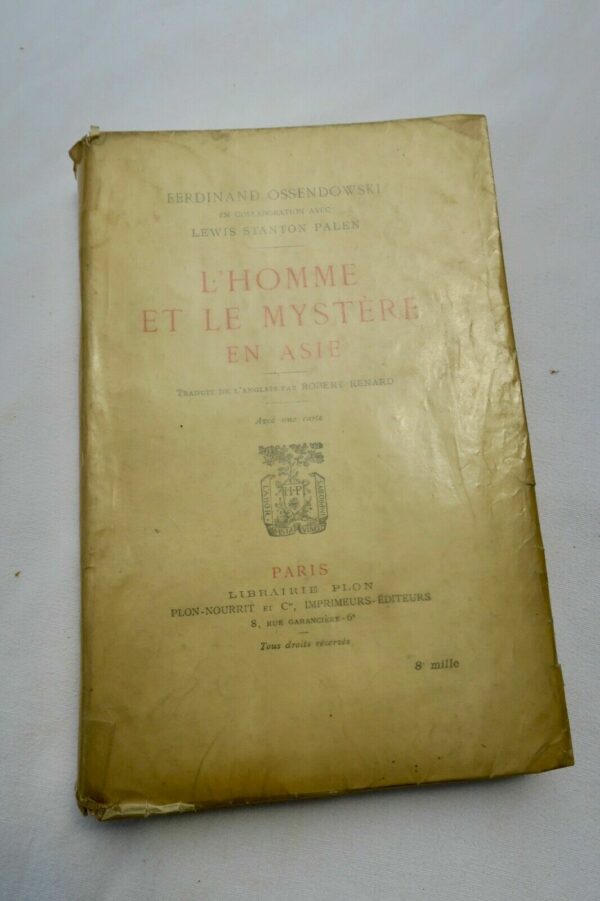 FERDINAND OSSENDOWSKI
EN COLLABORATION AVEC
LEWIS STANTON PALEN
L'HOMME
ET LE MYSTÈRE
EN ASIE
TRADUIT DE L'ANGLAIS PAR ROBERT RENARD
Avec une carte
LABOR
H·P
PARIS
LIBRAIRIE PLON
PLON-NOURRIT ET Cie, IMPRIMEURS-ÉDITEURS
8, RUE GARANCIÈRE - 6e
Tous droits réservés
8e mille